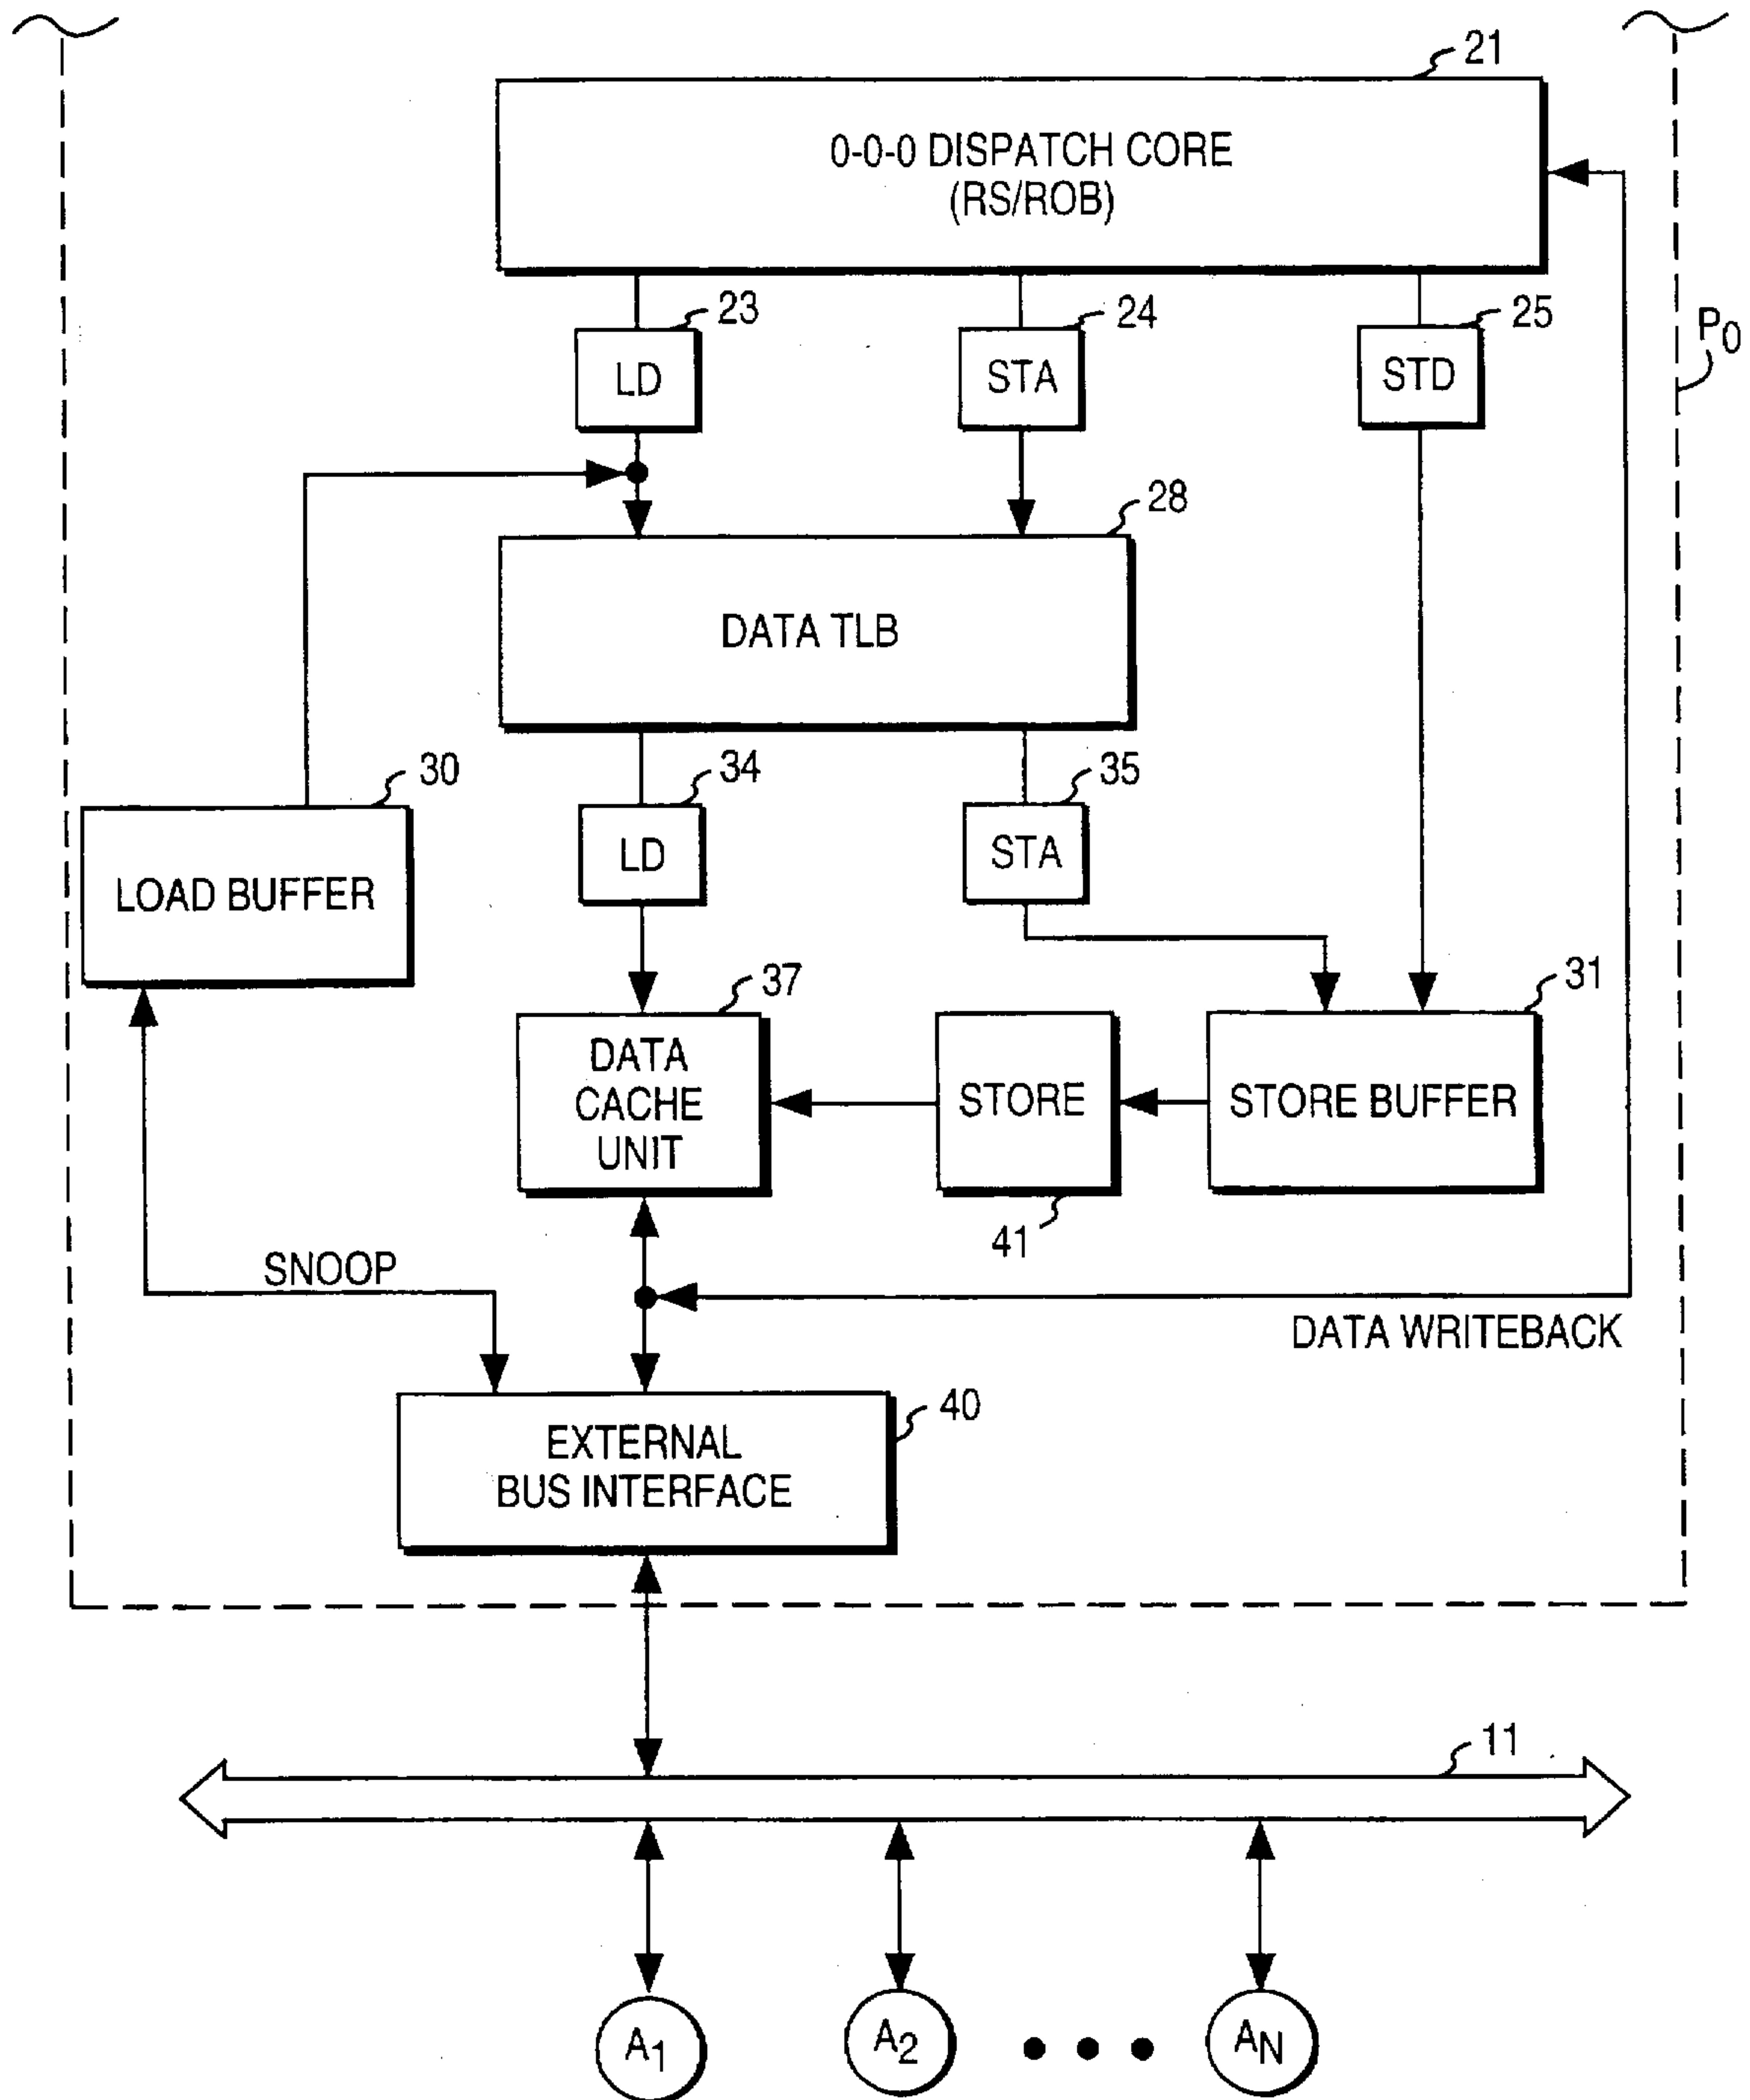 21
0-0-0 DISPATCH CORE
(RS/ROB)
23
24
25
P0
LD
STA
STD
28
DATA TLB
30
34
35
LOAD BUFFER
LD
STA
37
31
DATA
CACHE
UNIT
STORE
STORE BUFFER
41
SNOOP
DATA WRITEBACK
40
EXTERNAL
BUS INTERFACE
11
A1
A2
AN